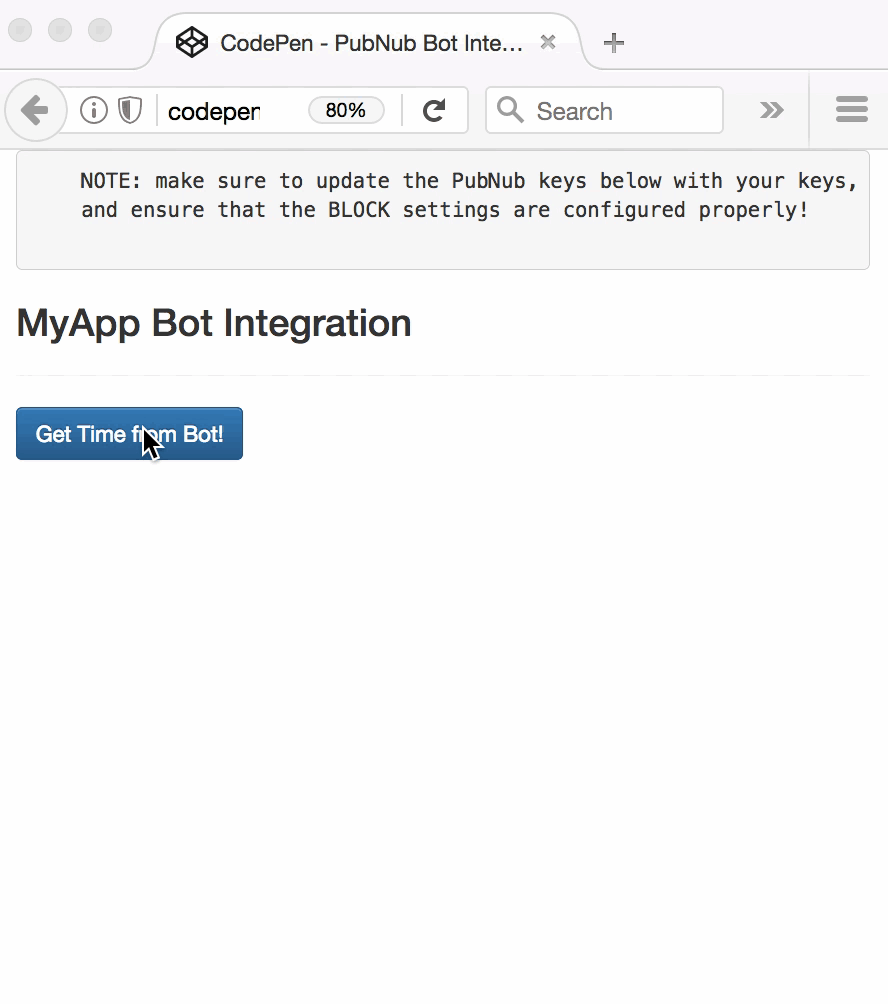 CodePen - PubNub Bot Inte...
codepen
80%
Search
NOTE: make sure to update the PubNub keys below with your keys,
and ensure that the BLOCK settings are configured properly!
MyApp Bot Integration
Get Time from Bot!